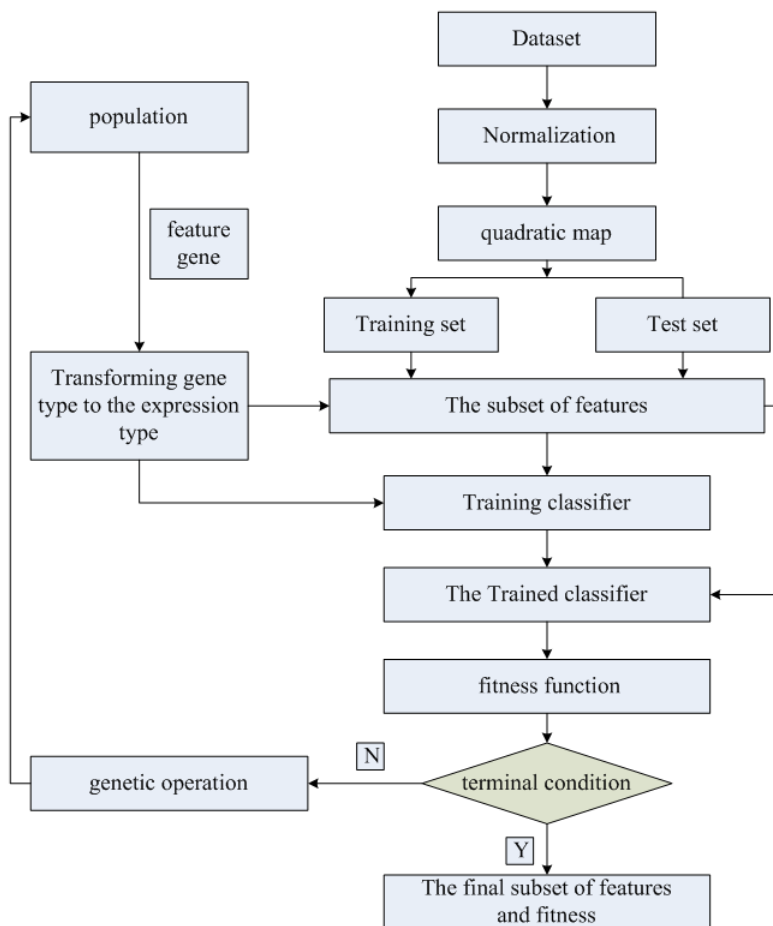 Dataset
population
Normalization
feature
gene
quadratic map
Training set
Test set
Transforming gene
type to the expression
type
The subset of features
Training classifier
The Trained classifier
fitness function
N
genetic operation
terminal condition
Y
The final subset of features
and fitness